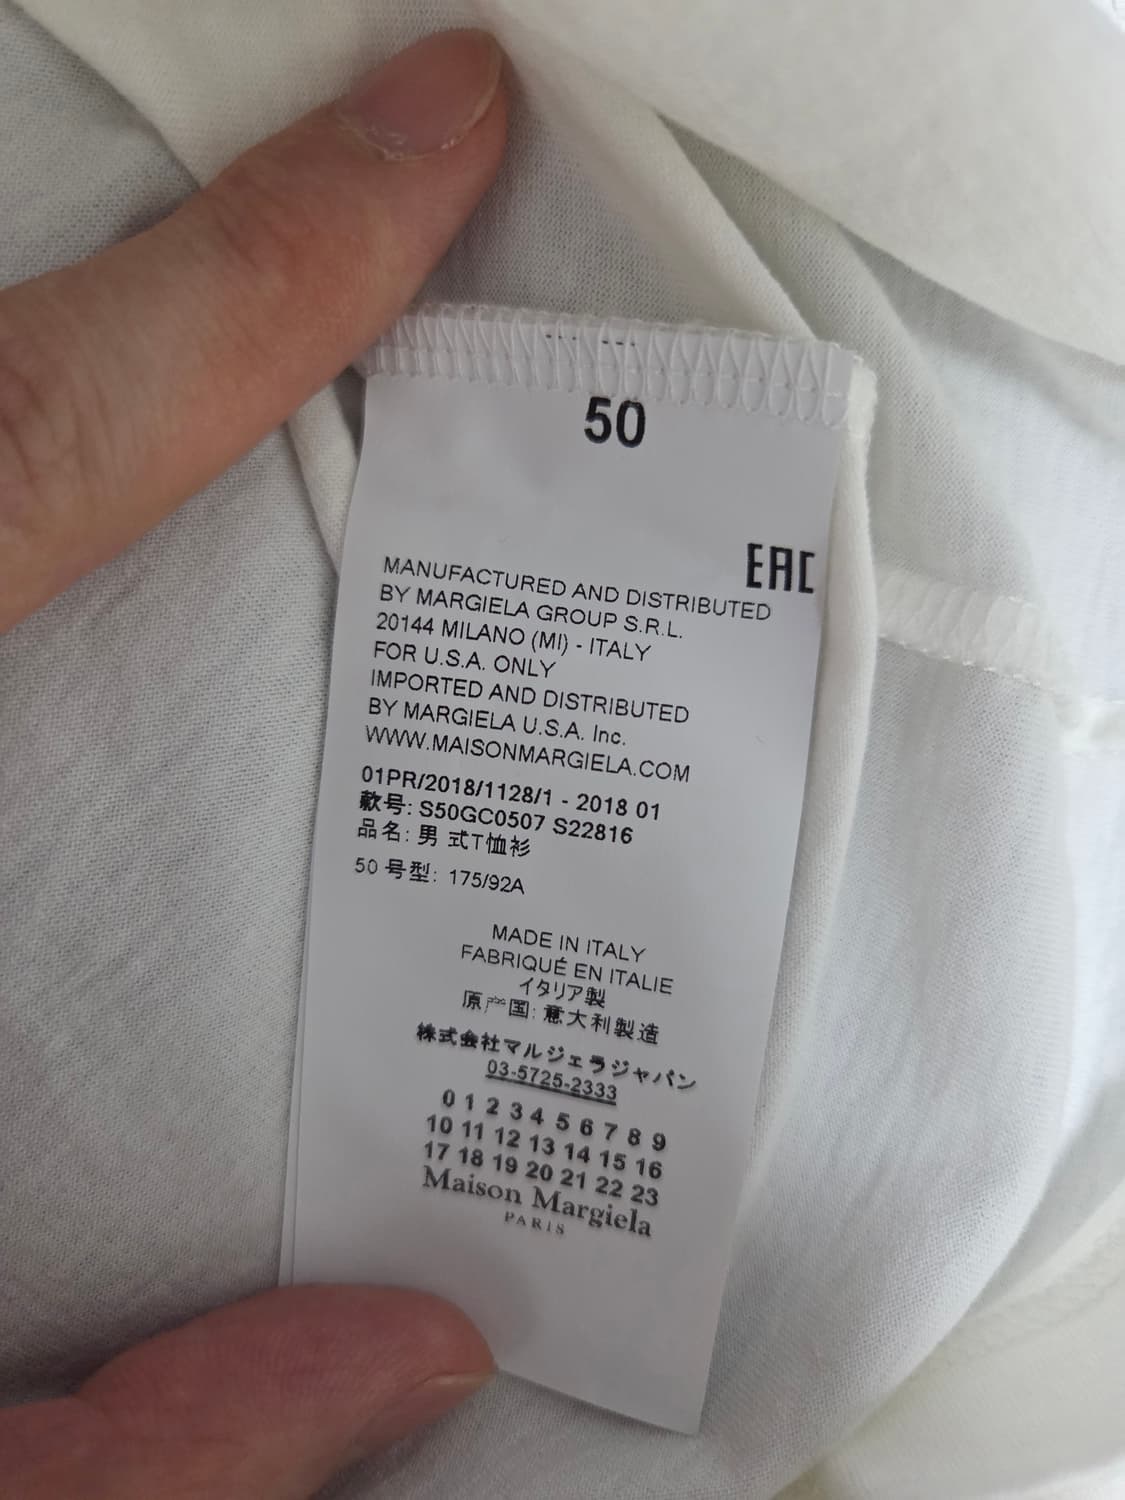 50
EAC
MANUFACTURED AND DISTRIBUTED
BY MARGIELA GROUP S.R.L.
20144 MILANO (MI) - ITALY
FOR U.S.A. ONLY
IMPORTED AND DISTRIBUTED
BY MARGIELA U.S.A. Inc.
WWW.MAISONMARGIELA.COM
01PR/2018/1128/1 - 2018 01
款号: S50GC0507 S22816
品名: 男 式T恤衫
50 号型: 175/92A
MADE IN ITALY
FABRIQUÉ EN ITALIE
イタリア製
原产国: 意大利製造
株式会社マルジェラジャパン
03-5725-2333
0 1 2 3 4 5 6 7 8 9
10 11 12 13 14 15 16
17 18 19 20 21 22 23
Maison Margiela
PARIS